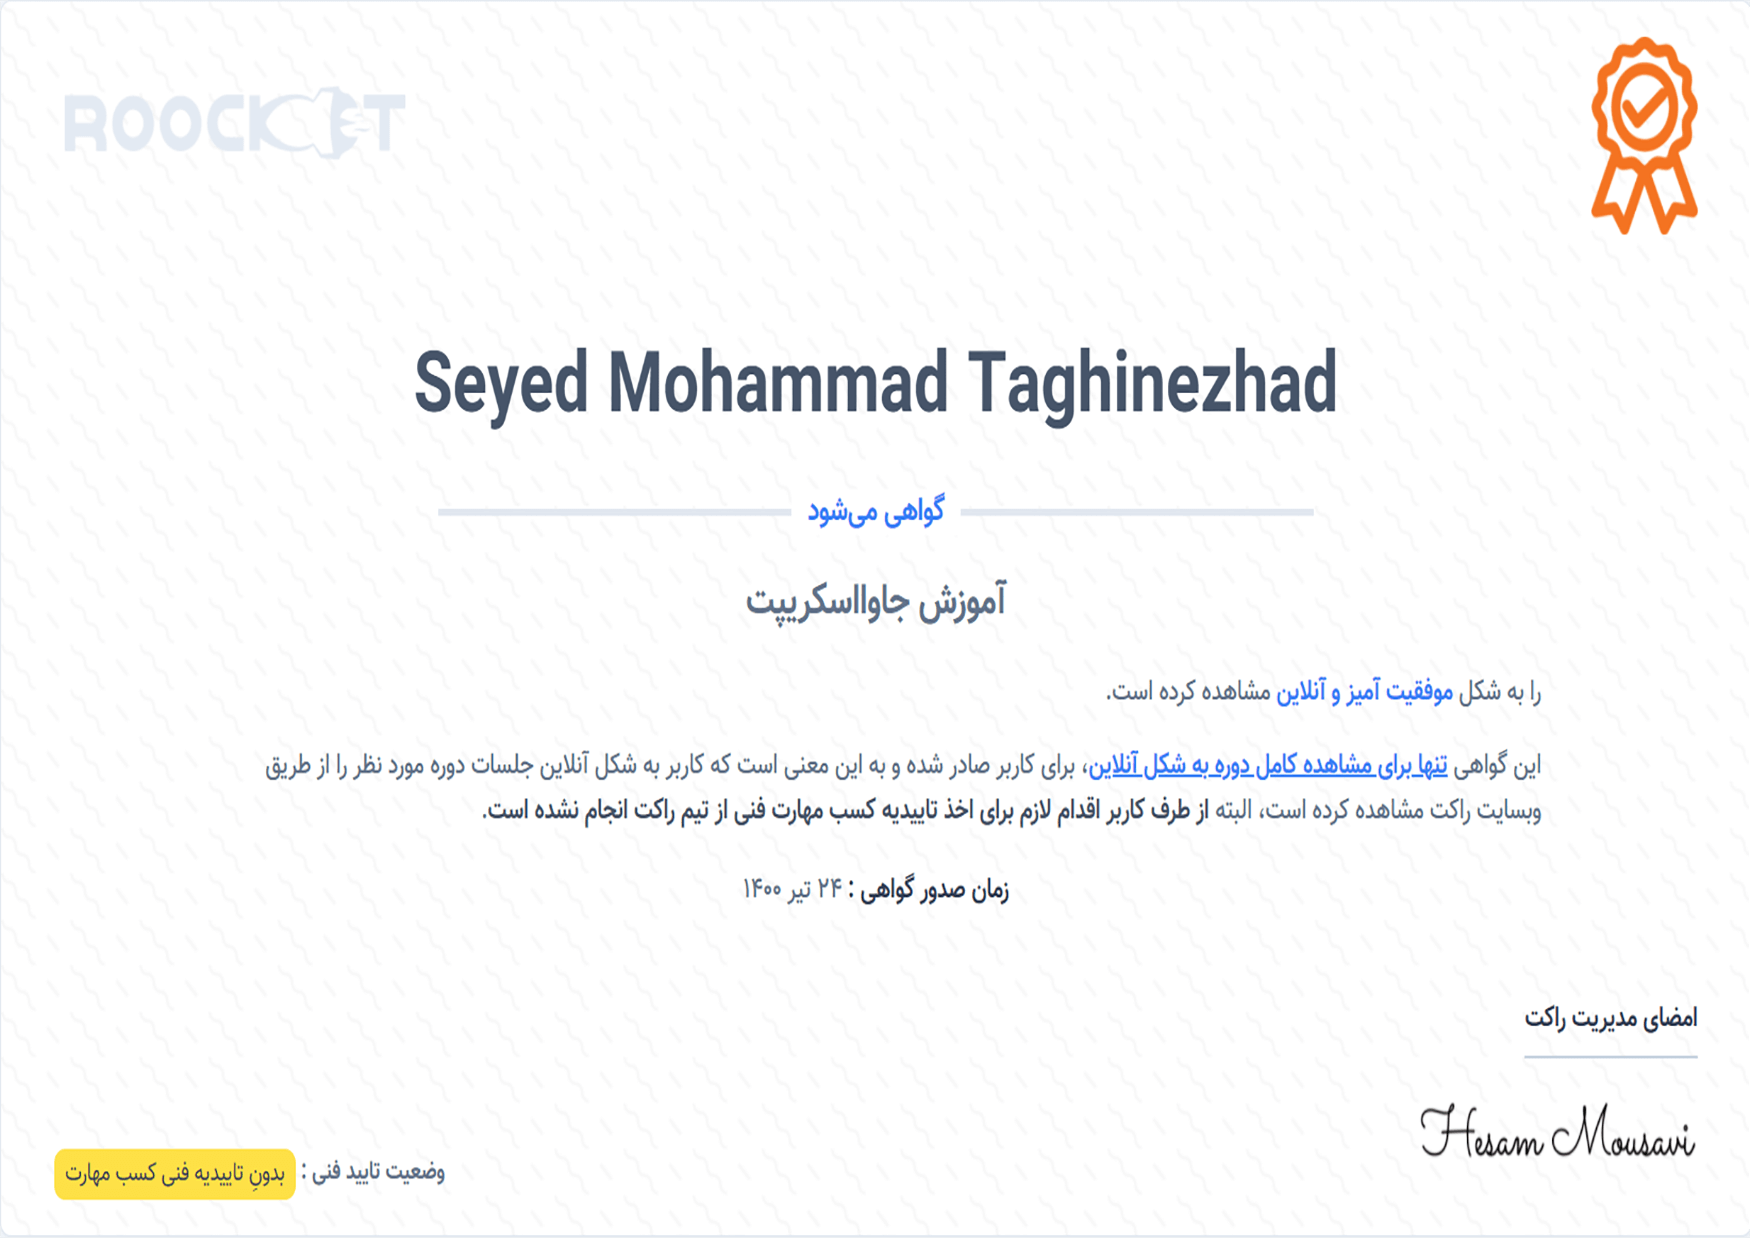 ROOCKET
Seyed Mohammad Taghinezhad
گواهی می‌شود
آموزش جاوااسکریپت
را به شکل موفقیت آمیز و آنلاین مشاهده کرده است.
این گواهی تنها برای مشاهده کامل دوره به شکل آنلاین، برای کاربر صادر شده و به این معنی است که کاربر به شکل آنلاین جلسات دوره مورد نظر را از طریق
وبسایت راکت مشاهده کرده است، البته از طرف کاربر اقدام لازم برای اخذ تاییدیه کسب مهارت فنی از تیم راکت انجام نشده است.
زمان صدور گواهی : ۲۴ تیر ۱۴۰۰
امضای مدیریت راکت
Hesam Mousavi
وضعیت تایید فنی : بدونِ تاییدیه فنی کسب مهارت